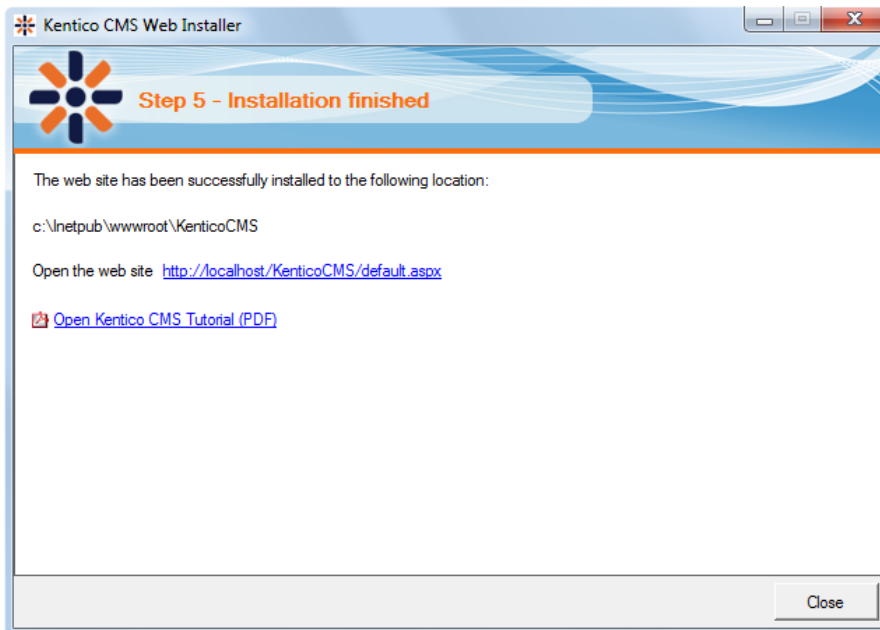 Kentico CMS Web Installer
Step 5 - Installation finished
The web site has been successfully installed to the following location:
c:\Inetpub\wwwroot\KenticoCMS
Open the web site http://localhost/KenticoCMS/default.aspx
Open Kentico CMS Tutorial (PDF)
Close